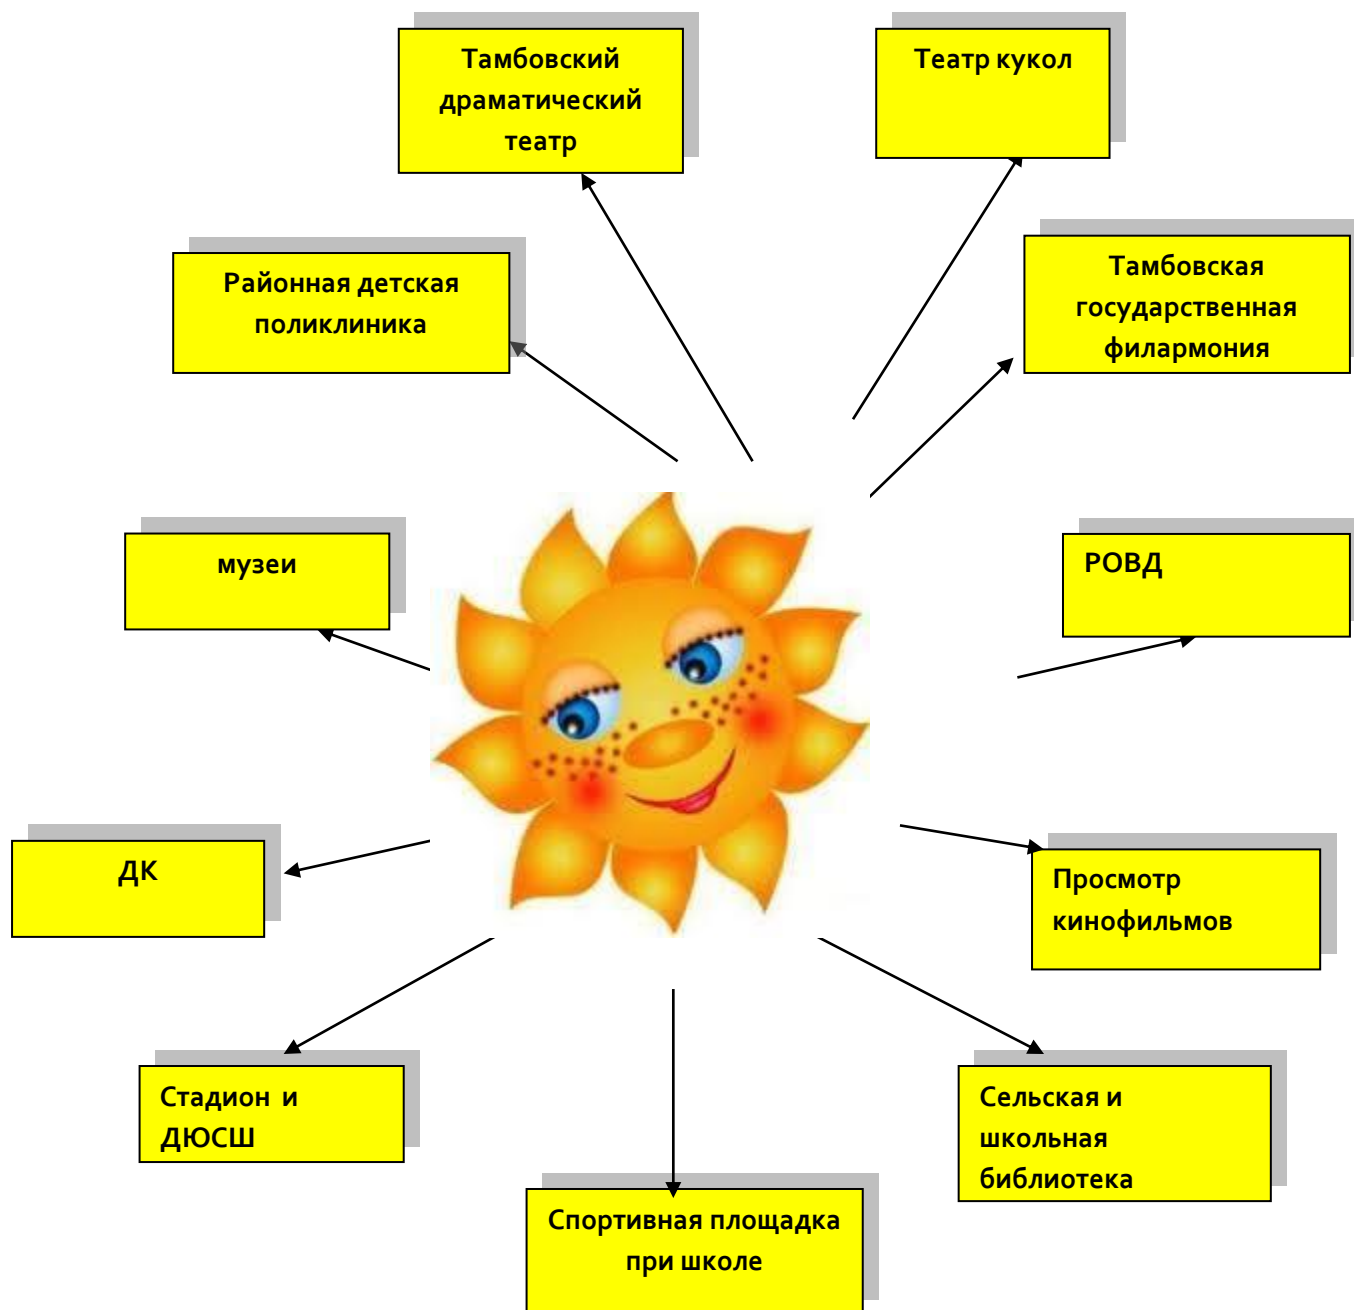 Тамбовский
драматический
театр
Театр кукол
Районная детская
поликлиника
Тамбовская
государственная
филармония
музеи
РОВД
ДК
Просмотр
кинофильмов
Стадион и
ДЮСШ
Сельская и
школьная
библиотека
Спортивная площадка
при школе